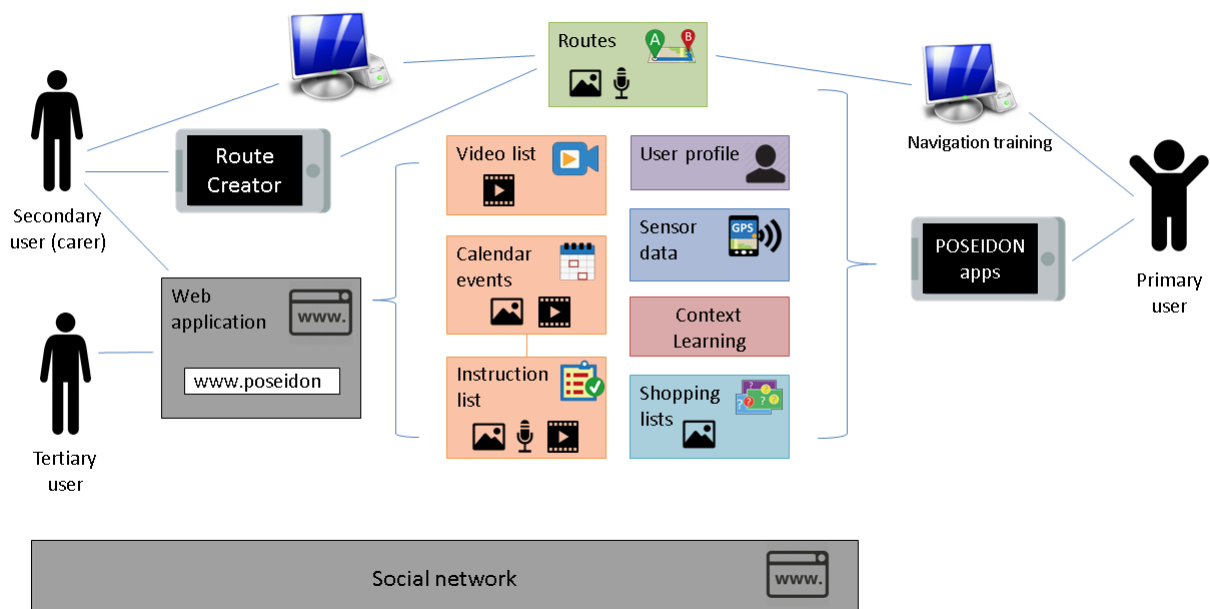 Routes
A
B
Navigation training
Route
Creator
Video list
User profile
Secondary
user (carer)
Sensor
data
GPS
POSEIDON
apps
Calendar
events
Primary
user
Web
application
www.
www.poseidon
Context
Learning
Instruction
list
Shopping
lists
? ? ? ?
Tertiary
user
Social network
www.